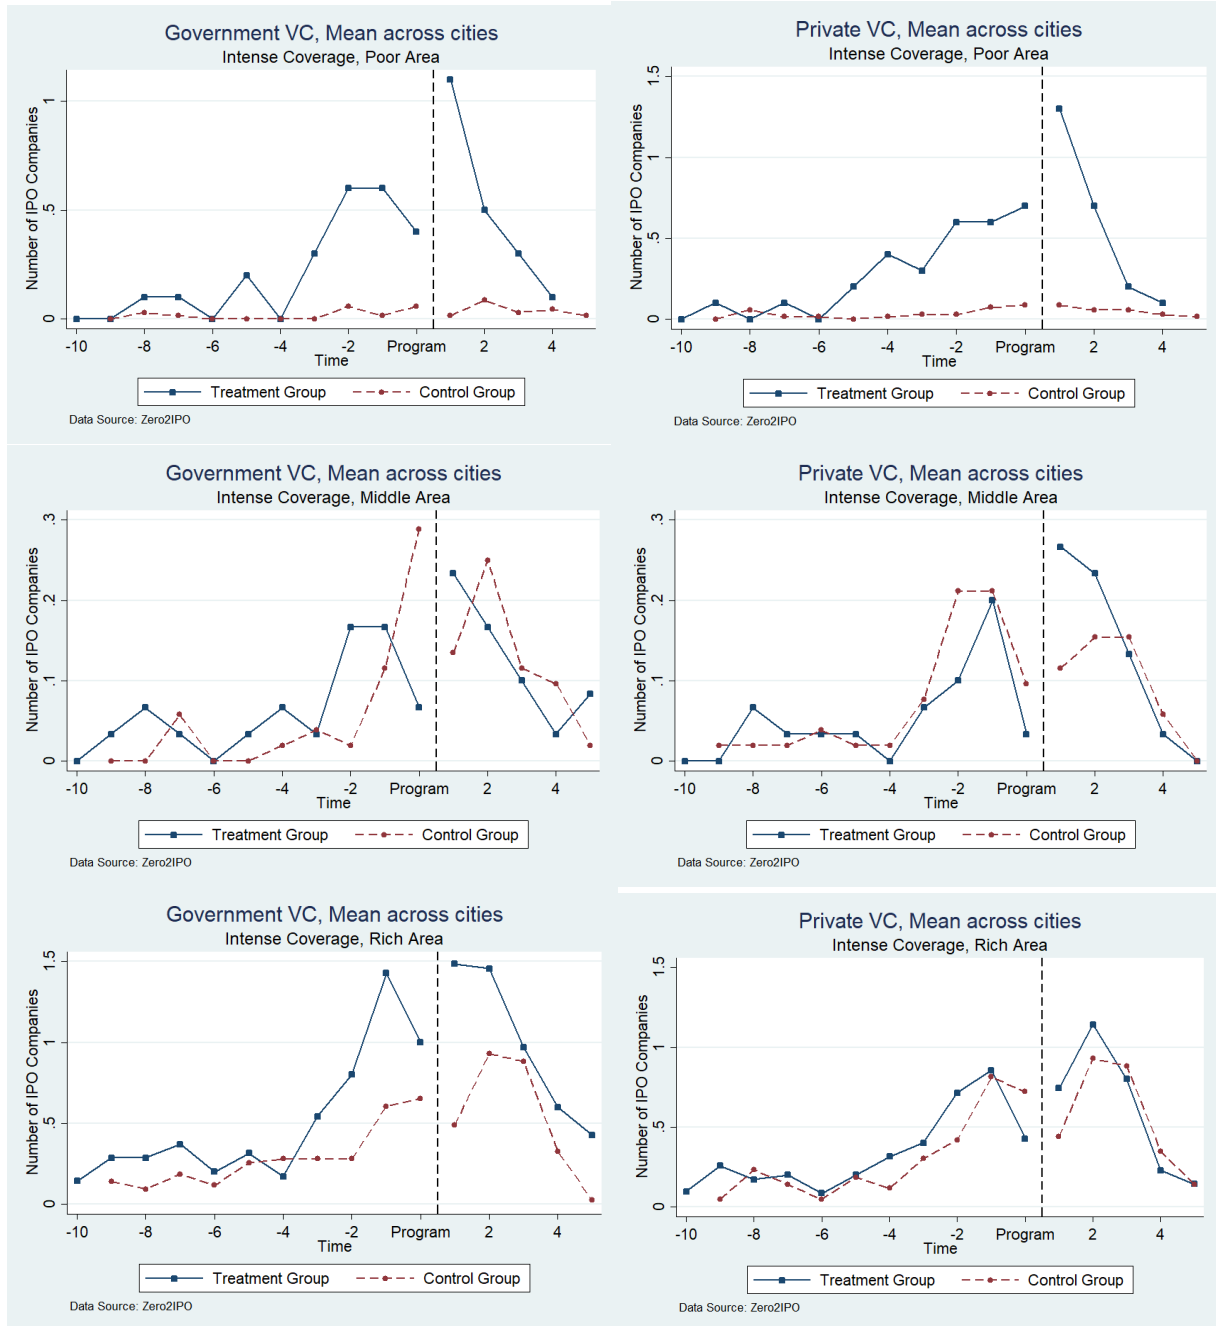 Government VC, Mean across cities
Intense Coverage, Poor Area
Number of IPO Companies
1
.5
0
-10 -8 -6 -4 -2 Program 2 4
Time
Treatment Group Control Group
Data Source: Zero2IPO
Private VC, Mean across cities
Intense Coverage, Poor Area
Number of IPO Companies
1.5
1
.5
0
-10 -8 -6 -4 -2 Program 2 4
Time
Treatment Group Control Group
Data Source: Zero2IPO
Government VC, Mean across cities
Intense Coverage, Middle Area
Number of IPO Companies
.3
.2
.1
0
-10 -8 -6 -4 -2 Program 2 4
Time
Treatment Group Control Group
Data Source: Zero2IPO
Private VC, Mean across cities
Intense Coverage, Middle Area
Number of IPO Companies
.3
.2
.1
0
-10 -8 -6 -4 -2 Program 2 4
Time
Treatment Group Control Group
Data Source: Zero2IPO
Government VC, Mean across cities
Intense Coverage, Rich Area
Number of IPO Companies
1.5
1
.5
0
-10 -8 -6 -4 -2 Program 2 4
Time
Treatment Group Control Group
Data Source: Zero2IPO
Private VC, Mean across cities
Intense Coverage, Rich Area
Number of IPO Companies
1.5
1
.5
0
-10 -8 -6 -4 -2 Program 2 4
Time
Treatment Group Control Group
Data Source: Zero2IPO